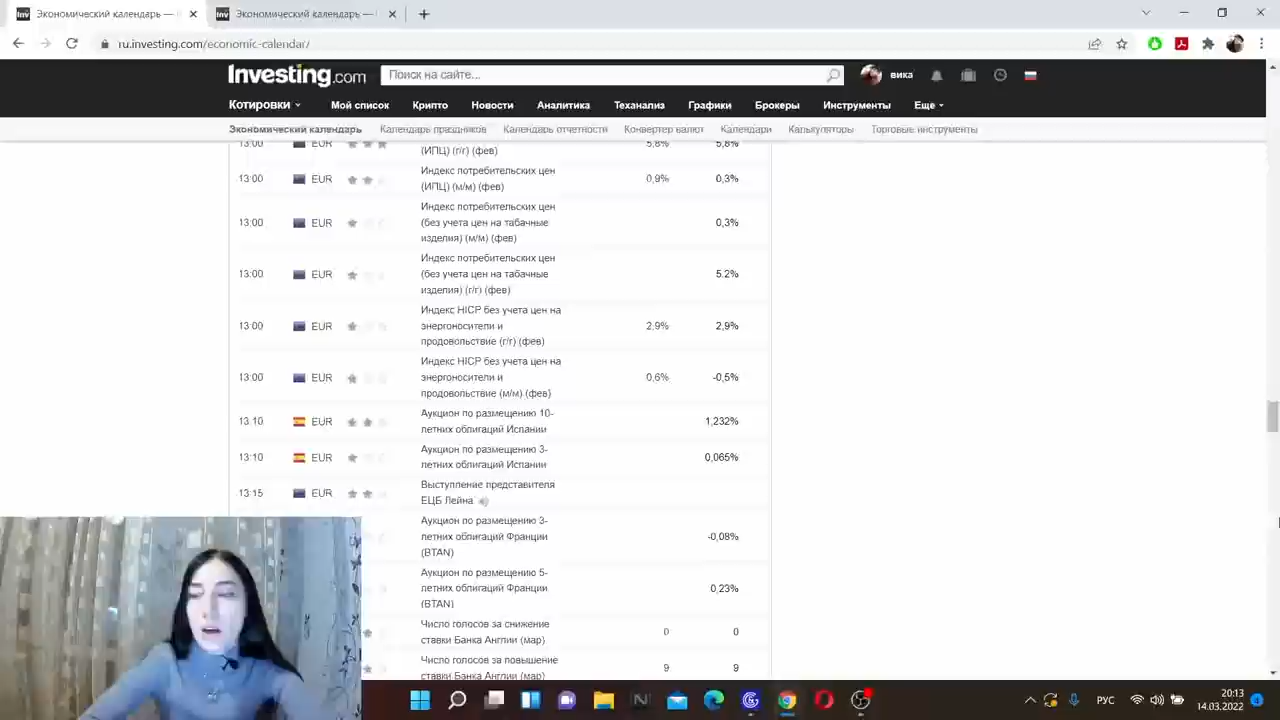 Экономический календарь —
Экономический календарь —
ru.investing.com/economic-calendar/
Investing.com
Поиск на сайте...
вика
Котировки
Мой список
Крипто
Новости
Аналитика
Теханализ
Графики
Брокеры
Инструменты
Еще
Экономический календарь
Календарь праздников
Календарь отчетности
Конвертер валют
Календари
Калькуляторы
Торговые инструменты
13:00 EUR (ИПЦ) (г/г) (фев) 5,8% 5,8%
13:00 EUR Индекс потребительских цен
(ИПЦ) (м/м) (фев) 0,9% 0,3%
13:00 EUR Индекс потребительских цен
(без учета цен на табачные
изделия) (м/м) (фев) 0,3%
13:00 EUR Индекс потребительских цен
(без учета цен на табачные
изделия) (г/г) (фев) 5,2%
13:00 EUR Индекс HICP без учета цен на
энергоносители и
продовольствие (г/г) (фев) 2,9% 2,9%
13:00 EUR Индекс HICP без учета цен на
энергоносители и
продовольствие (м/м) (фев) 0,6% -0,5%
13:10 EUR Аукцион по размещению 10-
летних облигаций Испании 1,232%
13:10 EUR Аукцион по размещению 3-
летних облигаций Испании 0,065%
13:15 EUR Выступление представителя
ЕЦБ Лейна
Аукцион по размещению 3-
летних облигаций Франции
(BTAN) -0,08%
Аукцион по размещению 5-
летних облигаций Франции
(BTAN) 0,23%
Число голосов за снижение
ставки Банка Англии (мар) 0 0
Число голосов за повышение
ставки Банка Англии (мар) 9 9
РУС
20:13
14.03.2022